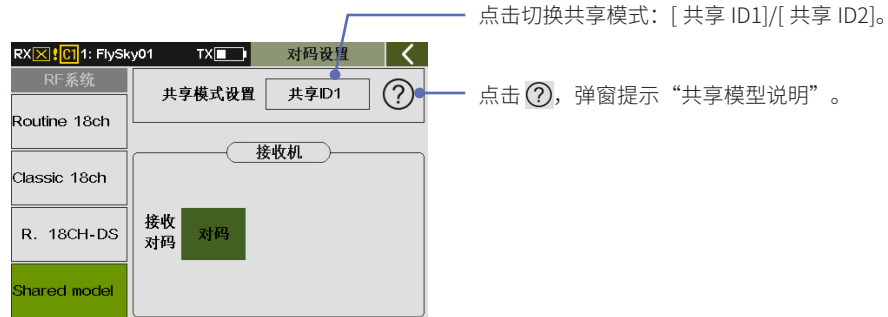 点击切换共享模式：[ 共享 ID1]/[ 共享 ID2]。
RX C1 1: FlySky01 TX 对码设置
RF系统
共享模式设置 共享ID1 ?
点击 ?，弹窗提示“共享模型说明”。
Routine 18ch
接收机
Classic 18ch
R. 18CH-DS
接收
对码
对码
Shared model